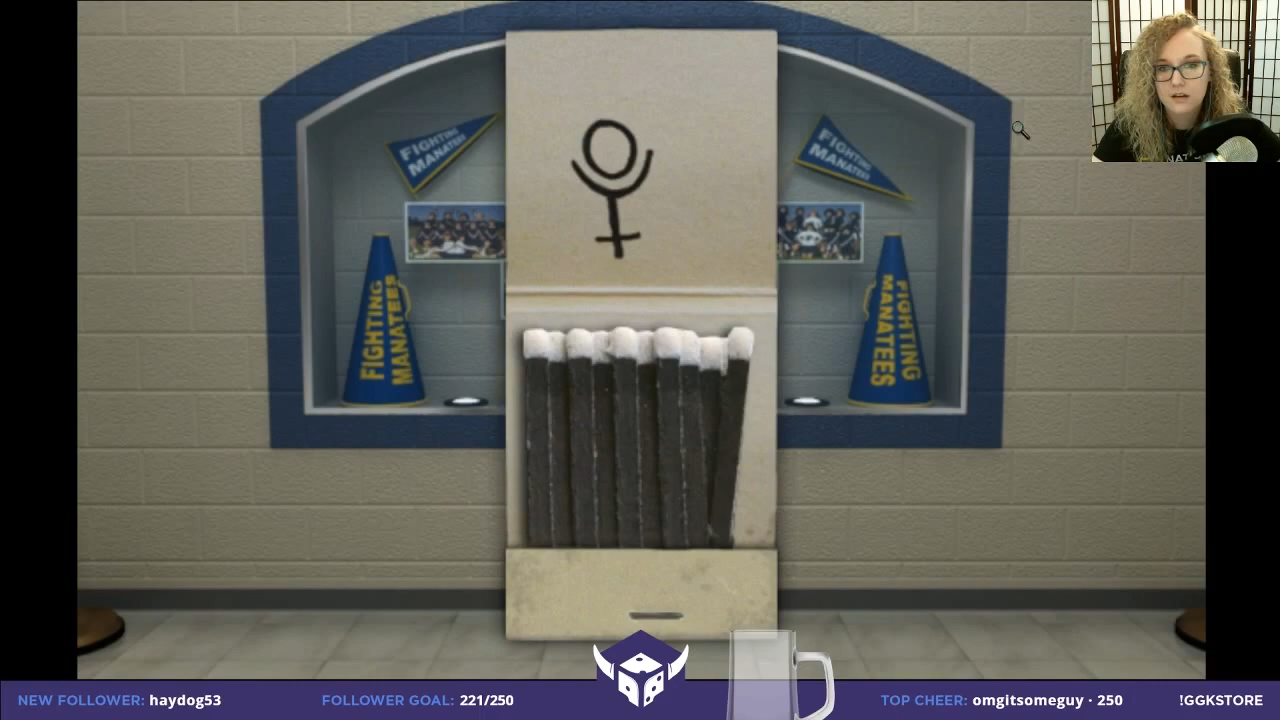 FIGHTING
MANATEES
FIGHTING
MANATEES
FIGHTING
MANATEES
FIGHTING
MANATEES
NEW FOLLOWER: haydog53
FOLLOWER GOAL: 221/250
TOP CHEER: omgitsomeguy · 250
!GGKSTORE